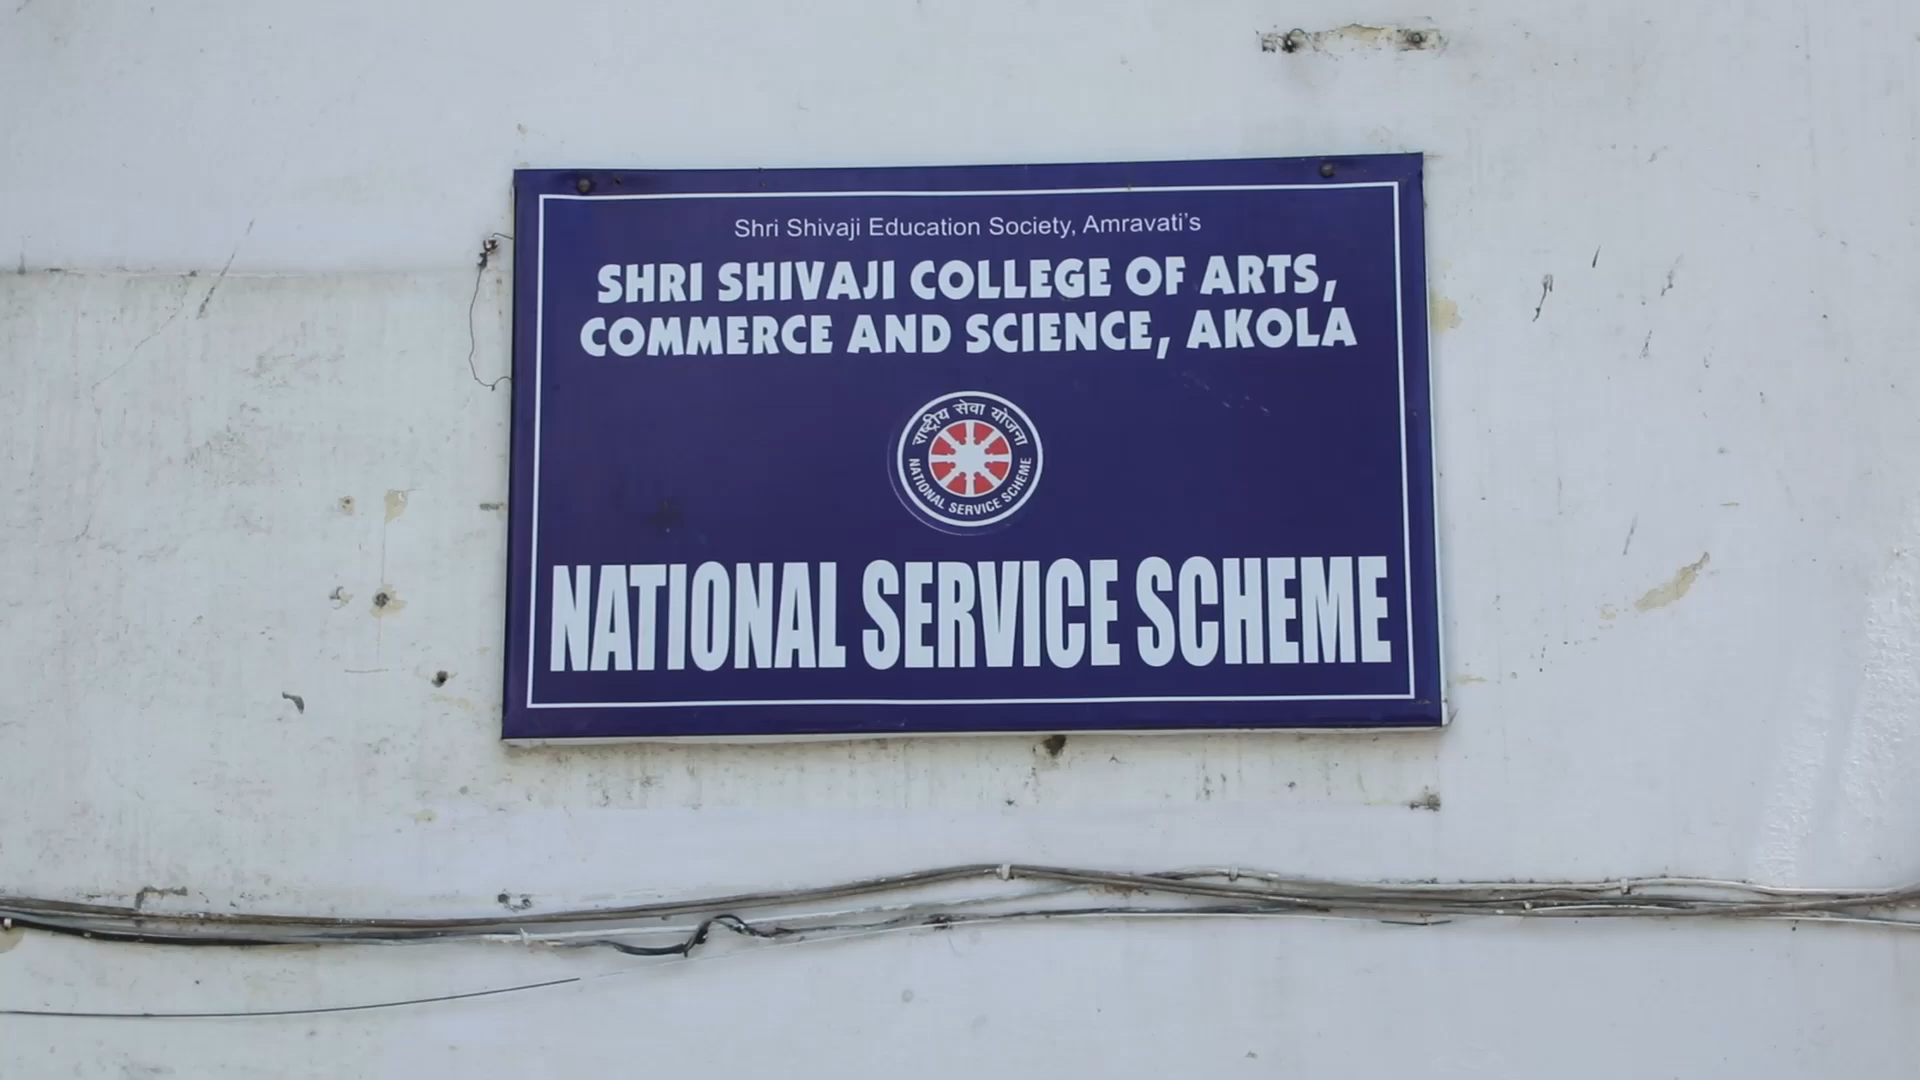 Shri Shivaji Education Society, Amravati's
SHRI SHIVAJI COLLEGE OF ARTS,
COMMERCE AND SCIENCE, AKOLA
राष्ट्रीय सेवा योजना
NATIONAL SERVICE SCHEME
NATIONAL SERVICE SCHEME